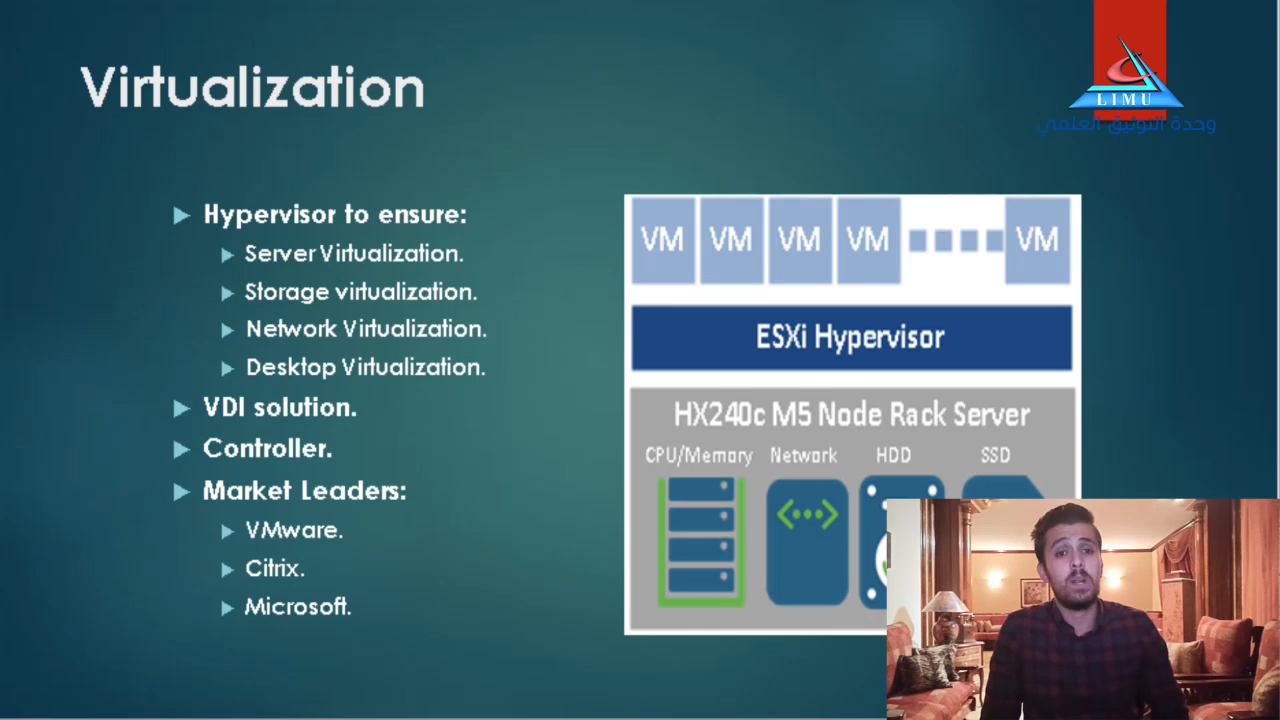 Virtualization
LIMU
وحدة التوثيق العلمي
Hypervisor to ensure:
Server Virtualization.
Storage virtualization.
Network Virtualization.
Desktop Virtualization.
VDI solution.
Controller.
Market Leaders:
VMware.
Citrix.
Microsoft.
VM VM VM VM VM
ESXi Hypervisor
HX240c M5 Node Rack Server
CPU/Memory Network HDD SSD